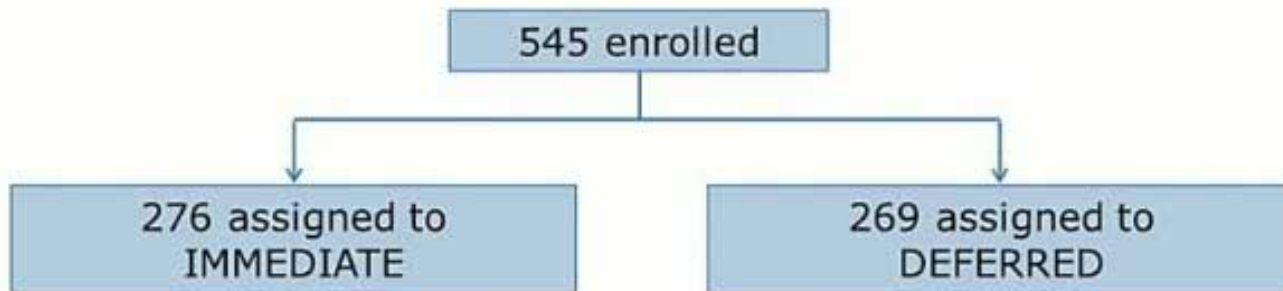 545 enrolled
276 assigned to
IMMEDIATE
269 assigned to
DEFERRED